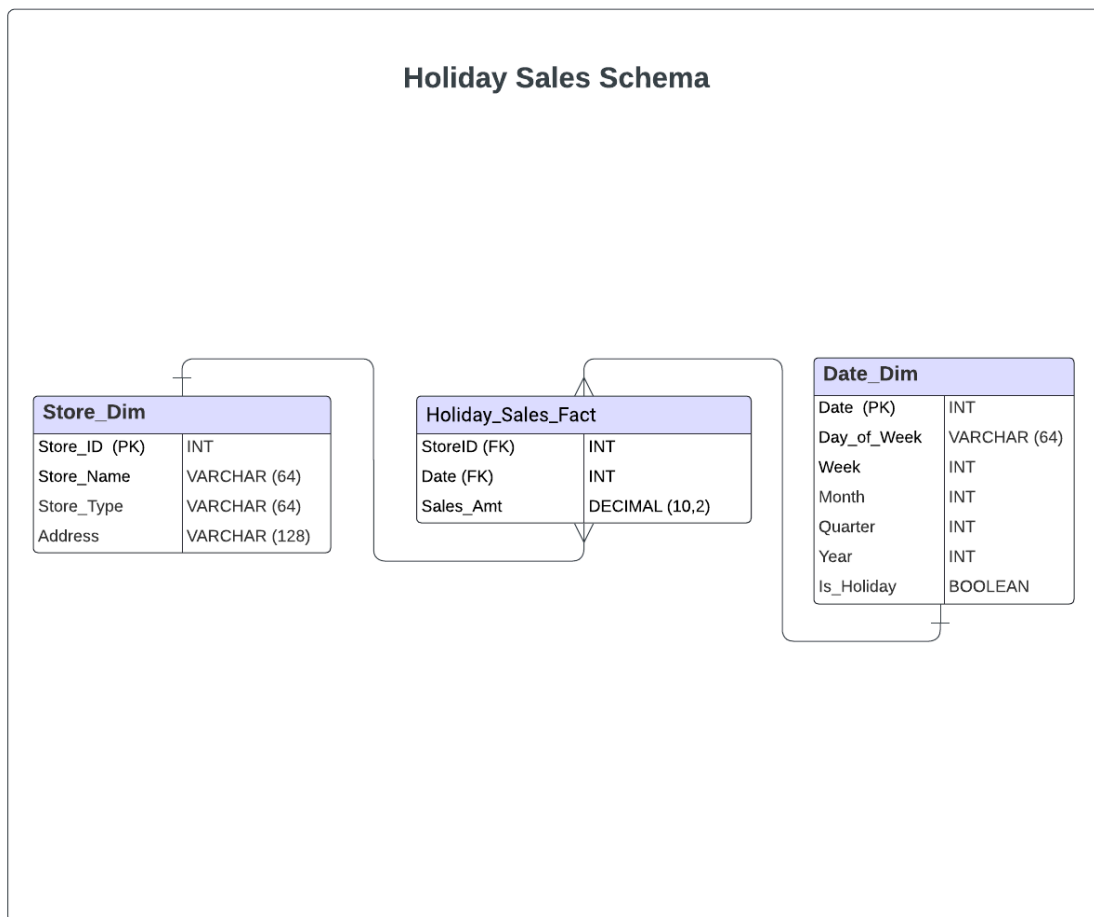 Holiday Sales Schema
Store_Dim
Store_ID (PK) INT
Store_Name VARCHAR (64)
Store_Type VARCHAR (64)
Address VARCHAR (128)
Holiday_Sales_Fact
StoreID (FK) INT
Date (FK) INT
Sales_Amt DECIMAL (10,2)
Date_Dim
Date (PK) INT
Day_of_Week VARCHAR (64)
Week INT
Month INT
Quarter INT
Year INT
Is_Holiday BOOLEAN